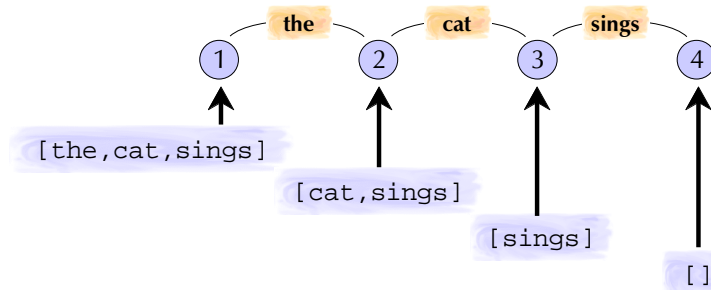 the cat sings
1 2 3 4
[the,cat,sings]
[cat,sings]
[sings]
[]